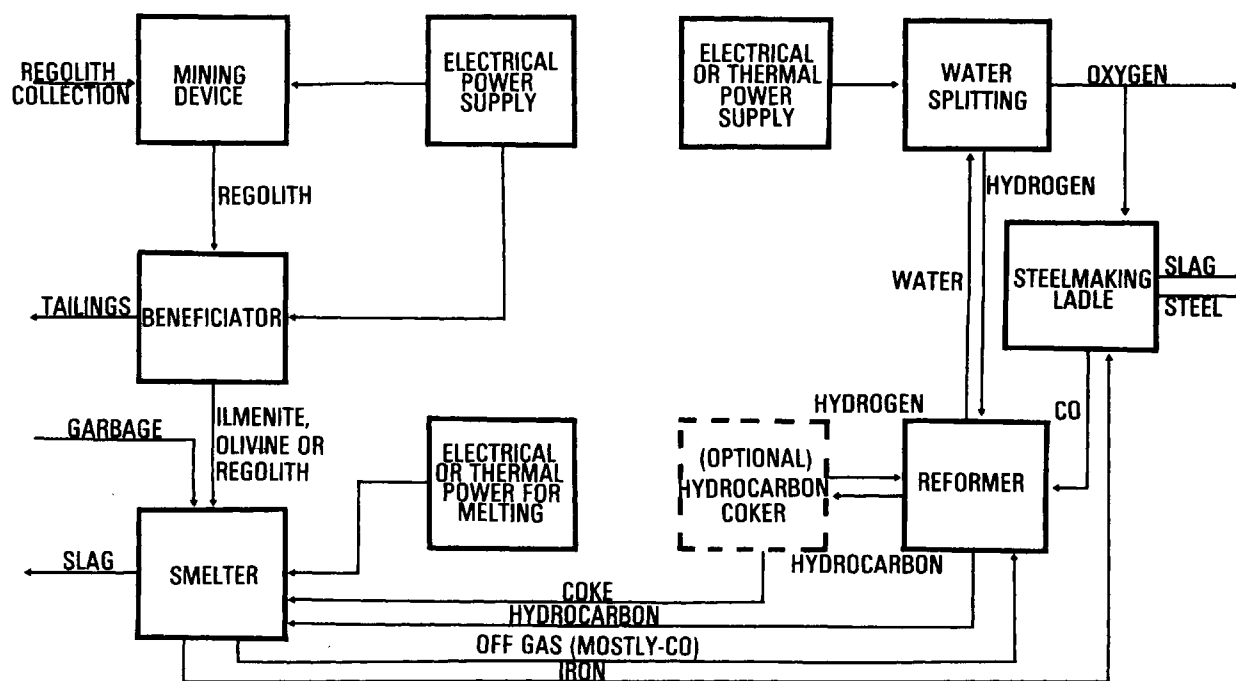 REGOLITH
COLLECTION
MINING
DEVICE
ELECTRICAL
POWER
SUPPLY
ELECTRICAL
OR THERMAL
POWER
SUPPLY
WATER
SPLITTING
OXYGEN
REGOLITH
HYDROGEN
WATER
TAILINGS
BENEFICIATOR
STEELMAKING
LADLE
SLAG
STEEL
GARBAGE
ILMENITE,
OLIVINE OR
REGOLITH
ELECTRICAL
OR THERMAL
POWER FOR
MELTING
HYDROGEN
CO
(OPTIONAL)
HYDROCARBON
COKER
REFORMER
HYDROCARBON
SLAG
SMELTER
COKE
HYDROCARBON
OFF GAS (MOSTLY-CO)
IRON